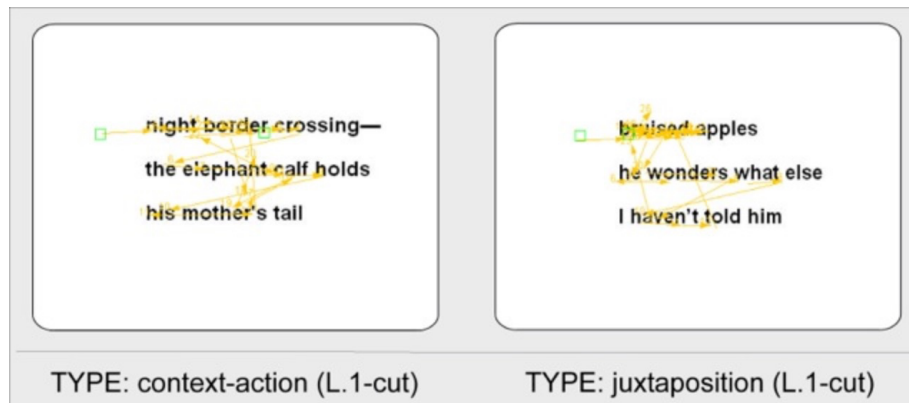 night border crossing—
the elephant calf holds
his mother's tail
TYPE: context-action (L.1-cut)
bruised apples
he wonders what else
I haven't told him
TYPE: juxtaposition (L.1-cut)